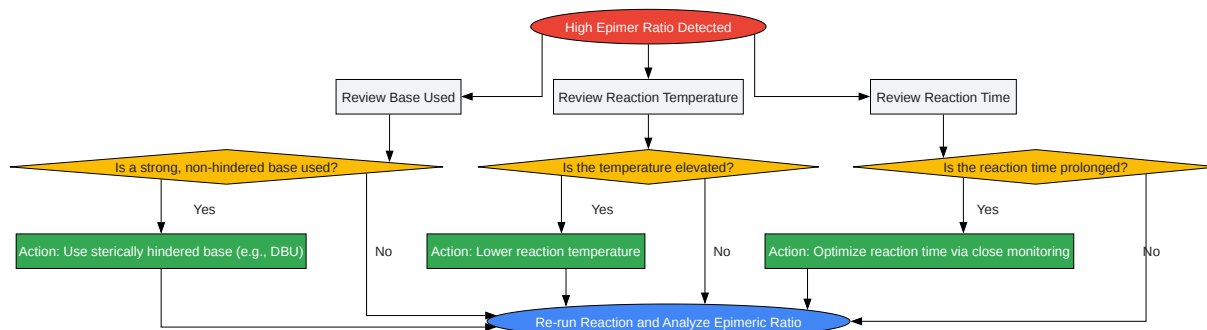 High Epimer Ratio Detected
Review Base Used
Review Reaction Temperature
Review Reaction Time
Is a strong, non-hindered base used?
Is the temperature elevated?
Is the reaction time prolonged?
Yes
Yes
Yes
Action: Use sterically hindered base (e.g., DBU)
No
Action: Lower reaction temperature
No
Action: Optimize reaction time via close monitoring
No
Re-run Reaction and Analyze Epimeric Ratio